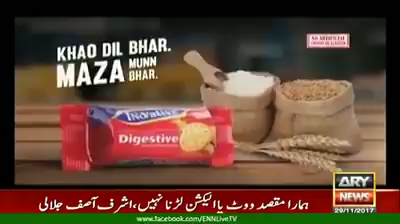 KHAO DIL BHAR.
MAZA MUNN BHAR.
INOVATIVE
Digestive
ہمارا مقصد ووٹ یا الیکشن لڑنا نہیں، اشرف آصف جلالی
ARY
NEWS
29/11/2017
www.facebook.com/ENNLiveTV